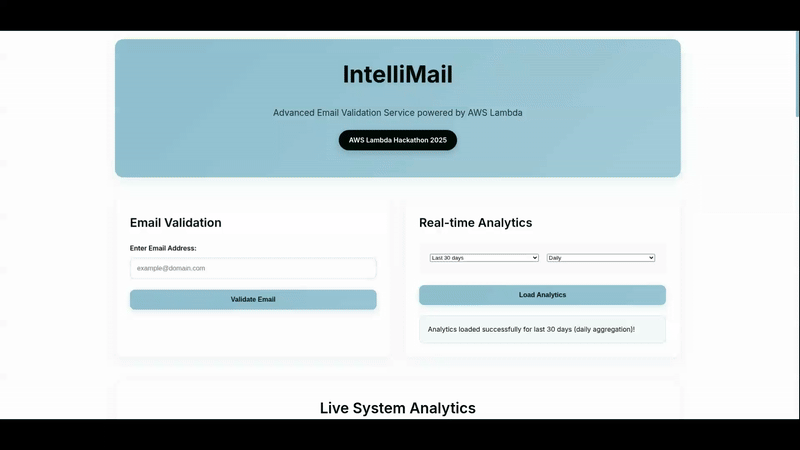 IntelliMail
Advanced Email Validation Service powered by AWS Lambda
AWS Lambda Hackathon 2025
Email Validation
Enter Email Address:
example@domain.com
Validate Email
Real-time Analytics
Last 30 days
Daily
Load Analytics
Analytics loaded successfully for last 30 days (daily aggregation)!
Live System Analytics